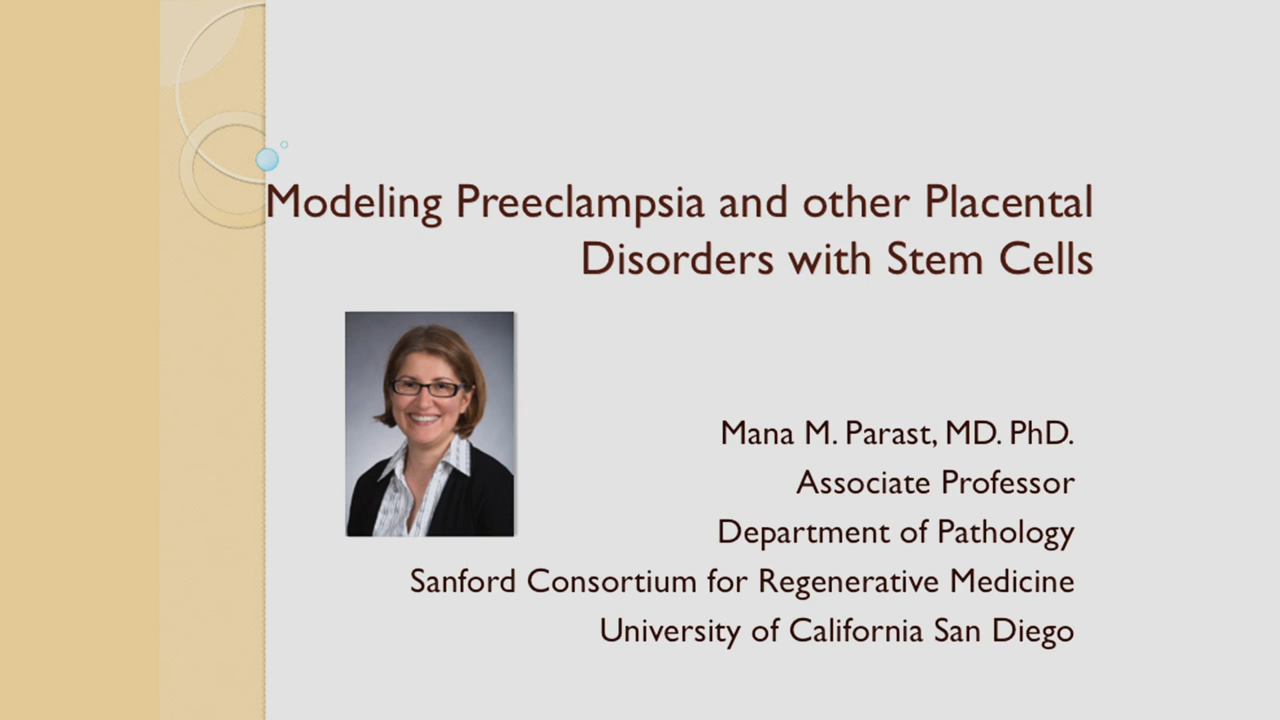 Modeling Preeclampsia and other Placental
Disorders with Stem Cells
Mana M. Parast, MD. PhD.
Associate Professor
Department of Pathology
Sanford Consortium for Regenerative Medicine
University of California San Diego